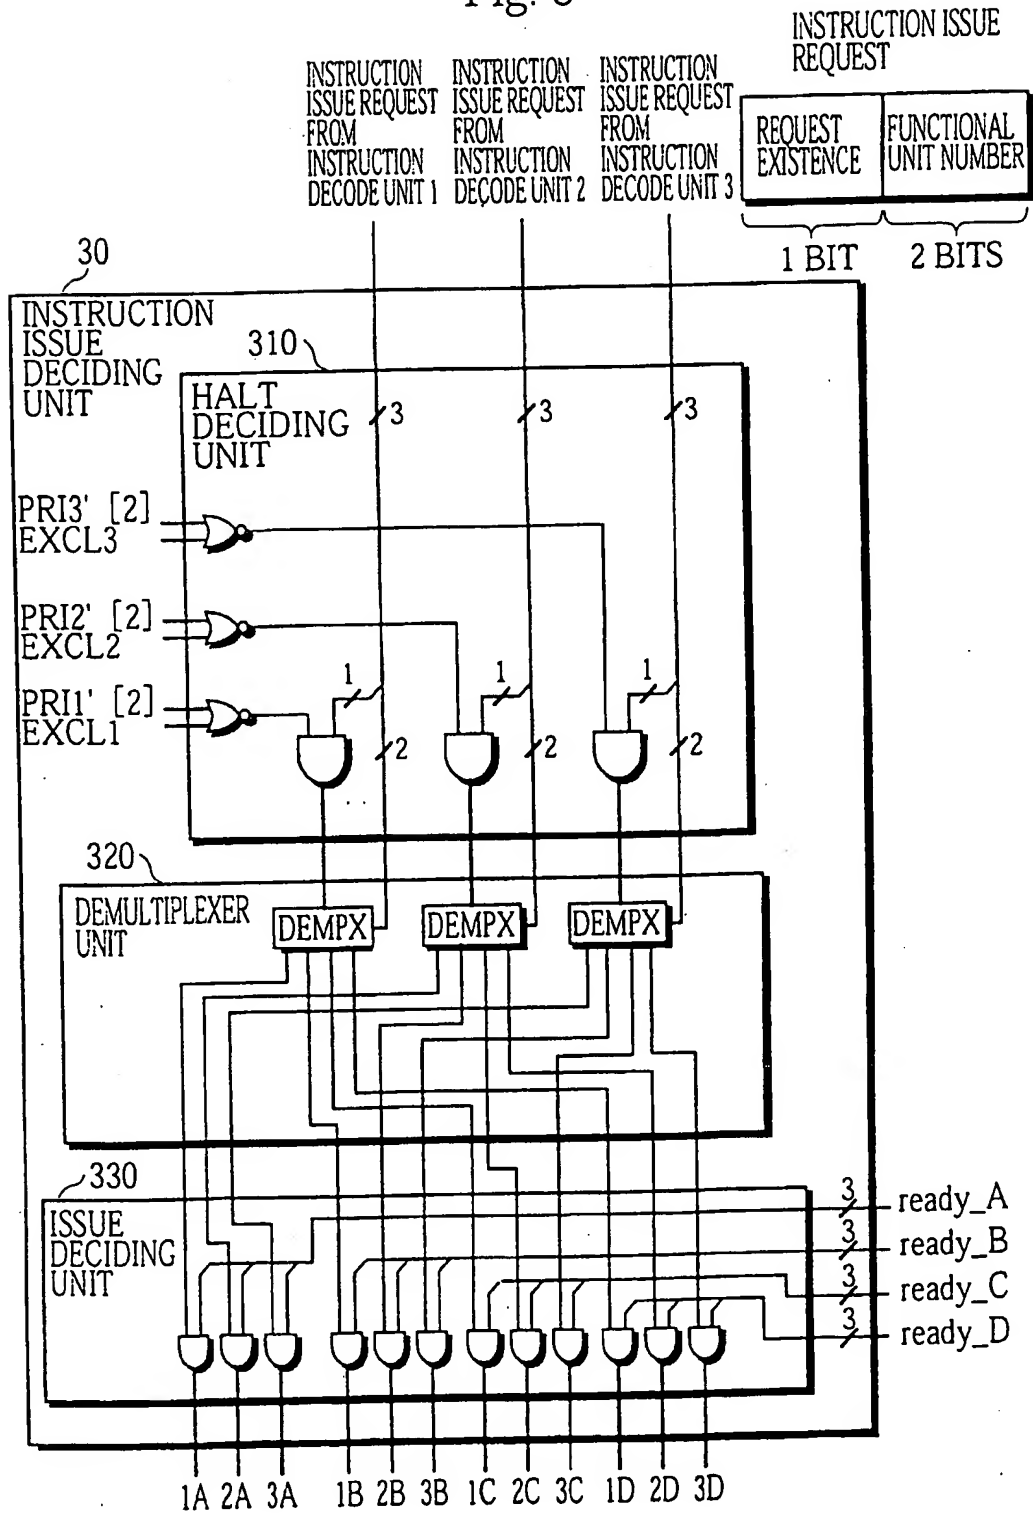 INSTRUCTION ISSUE
REQUEST
INSTRUCTION
ISSUE REQUEST
FROM
INSTRUCTION
DECODE UNIT 1
INSTRUCTION
ISSUE REQUEST
FROM
INSTRUCTION
DECODE UNIT 2
INSTRUCTION
ISSUE REQUEST
FROM
INSTRUCTION
DECODE UNIT 3
REQUEST
EXISTENCE
FUNCTIONAL
UNIT NUMBER
1 BIT
2 BITS
30
INSTRUCTION
ISSUE
DECIDING
UNIT
310
HALT
DECIDING
UNIT
3
3
3
PRI3' [2]
EXCL3
PRI2' [2]
EXCL2
PRI1' [2]
EXCL1
1
1
1
2
2
2
320
DEMULTIPLEXER
UNIT
DEMPX
DEMPX
DEMPX
330
ISSUE
DECIDING
UNIT
3
ready_A
3
ready_B
3
ready_C
3
ready_D
1A 2A 3A 1B 2B 3B 1C 2C 3C 1D 2D 3D